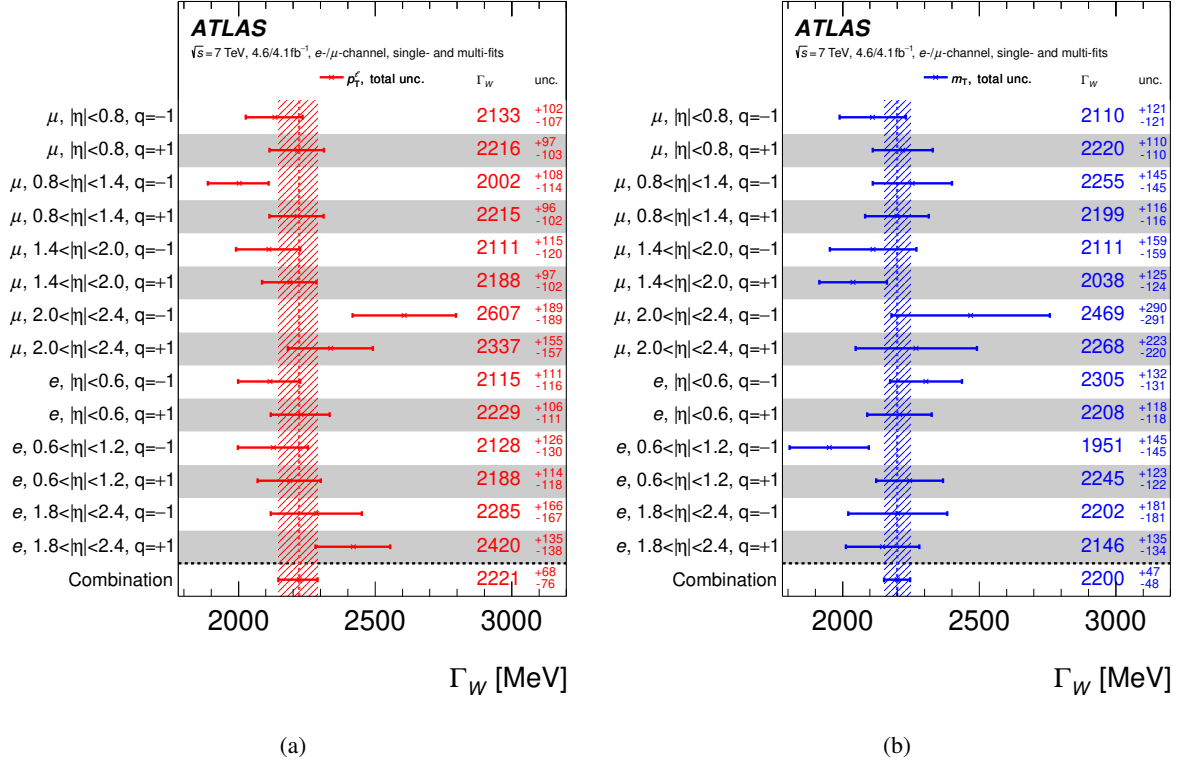 ATLAS
√s = 7 TeV, 4.6/4.1 fb⁻¹, e-/μ-channel, single- and multi-fits
p_T^ℓ, total unc. Γ_W unc.
μ, |η|<0.8, q=−1 2133 +102 -107
μ, |η|<0.8, q=+1 2216 +97 -103
μ, 0.8<|η|<1.4, q=−1 2002 +108 -114
μ, 0.8<|η|<1.4, q=+1 2215 +96 -102
μ, 1.4<|η|<2.0, q=−1 2111 +115 -120
μ, 1.4<|η|<2.0, q=+1 2188 +97 -102
μ, 2.0<|η|<2.4, q=−1 2607 +189 -189
μ, 2.0<|η|<2.4, q=+1 2337 +155 -157
e, |η|<0.6, q=−1 2115 +111 -116
e, |η|<0.6, q=+1 2229 +106 -111
e, 0.6<|η|<1.2, q=−1 2128 +126 -130
e, 0.6<|η|<1.2, q=+1 2188 +114 -118
e, 1.8<|η|<2.4, q=−1 2285 +166 -167
e, 1.8<|η|<2.4, q=+1 2420 +135 -138
Combination 2221 +68 -76
2000 2500 3000
Γ_W [MeV]
(a)
ATLAS
√s = 7 TeV, 4.6/4.1 fb⁻¹, e-/μ-channel, single- and multi-fits
m_T, total unc. Γ_W unc.
μ, |η|<0.8, q=−1 2110 +121 -121
μ, |η|<0.8, q=+1 2220 +110 -110
μ, 0.8<|η|<1.4, q=−1 2255 +145 -145
μ, 0.8<|η|<1.4, q=+1 2199 +116 -116
μ, 1.4<|η|<2.0, q=−1 2111 +159 -159
μ, 1.4<|η|<2.0, q=+1 2038 +125 -124
μ, 2.0<|η|<2.4, q=−1 2469 +290 -291
μ, 2.0<|η|<2.4, q=+1 2268 +223 -220
e, |η|<0.6, q=−1 2305 +132 -131
e, |η|<0.6, q=+1 2208 +118 -118
e, 0.6<|η|<1.2, q=−1 1951 +145 -145
e, 0.6<|η|<1.2, q=+1 2245 +123 -122
e, 1.8<|η|<2.4, q=−1 2202 +181 -181
e, 1.8<|η|<2.4, q=+1 2146 +135 -134
Combination 2200 +47 -48
2000 2500 3000
Γ_W [MeV]
(b)